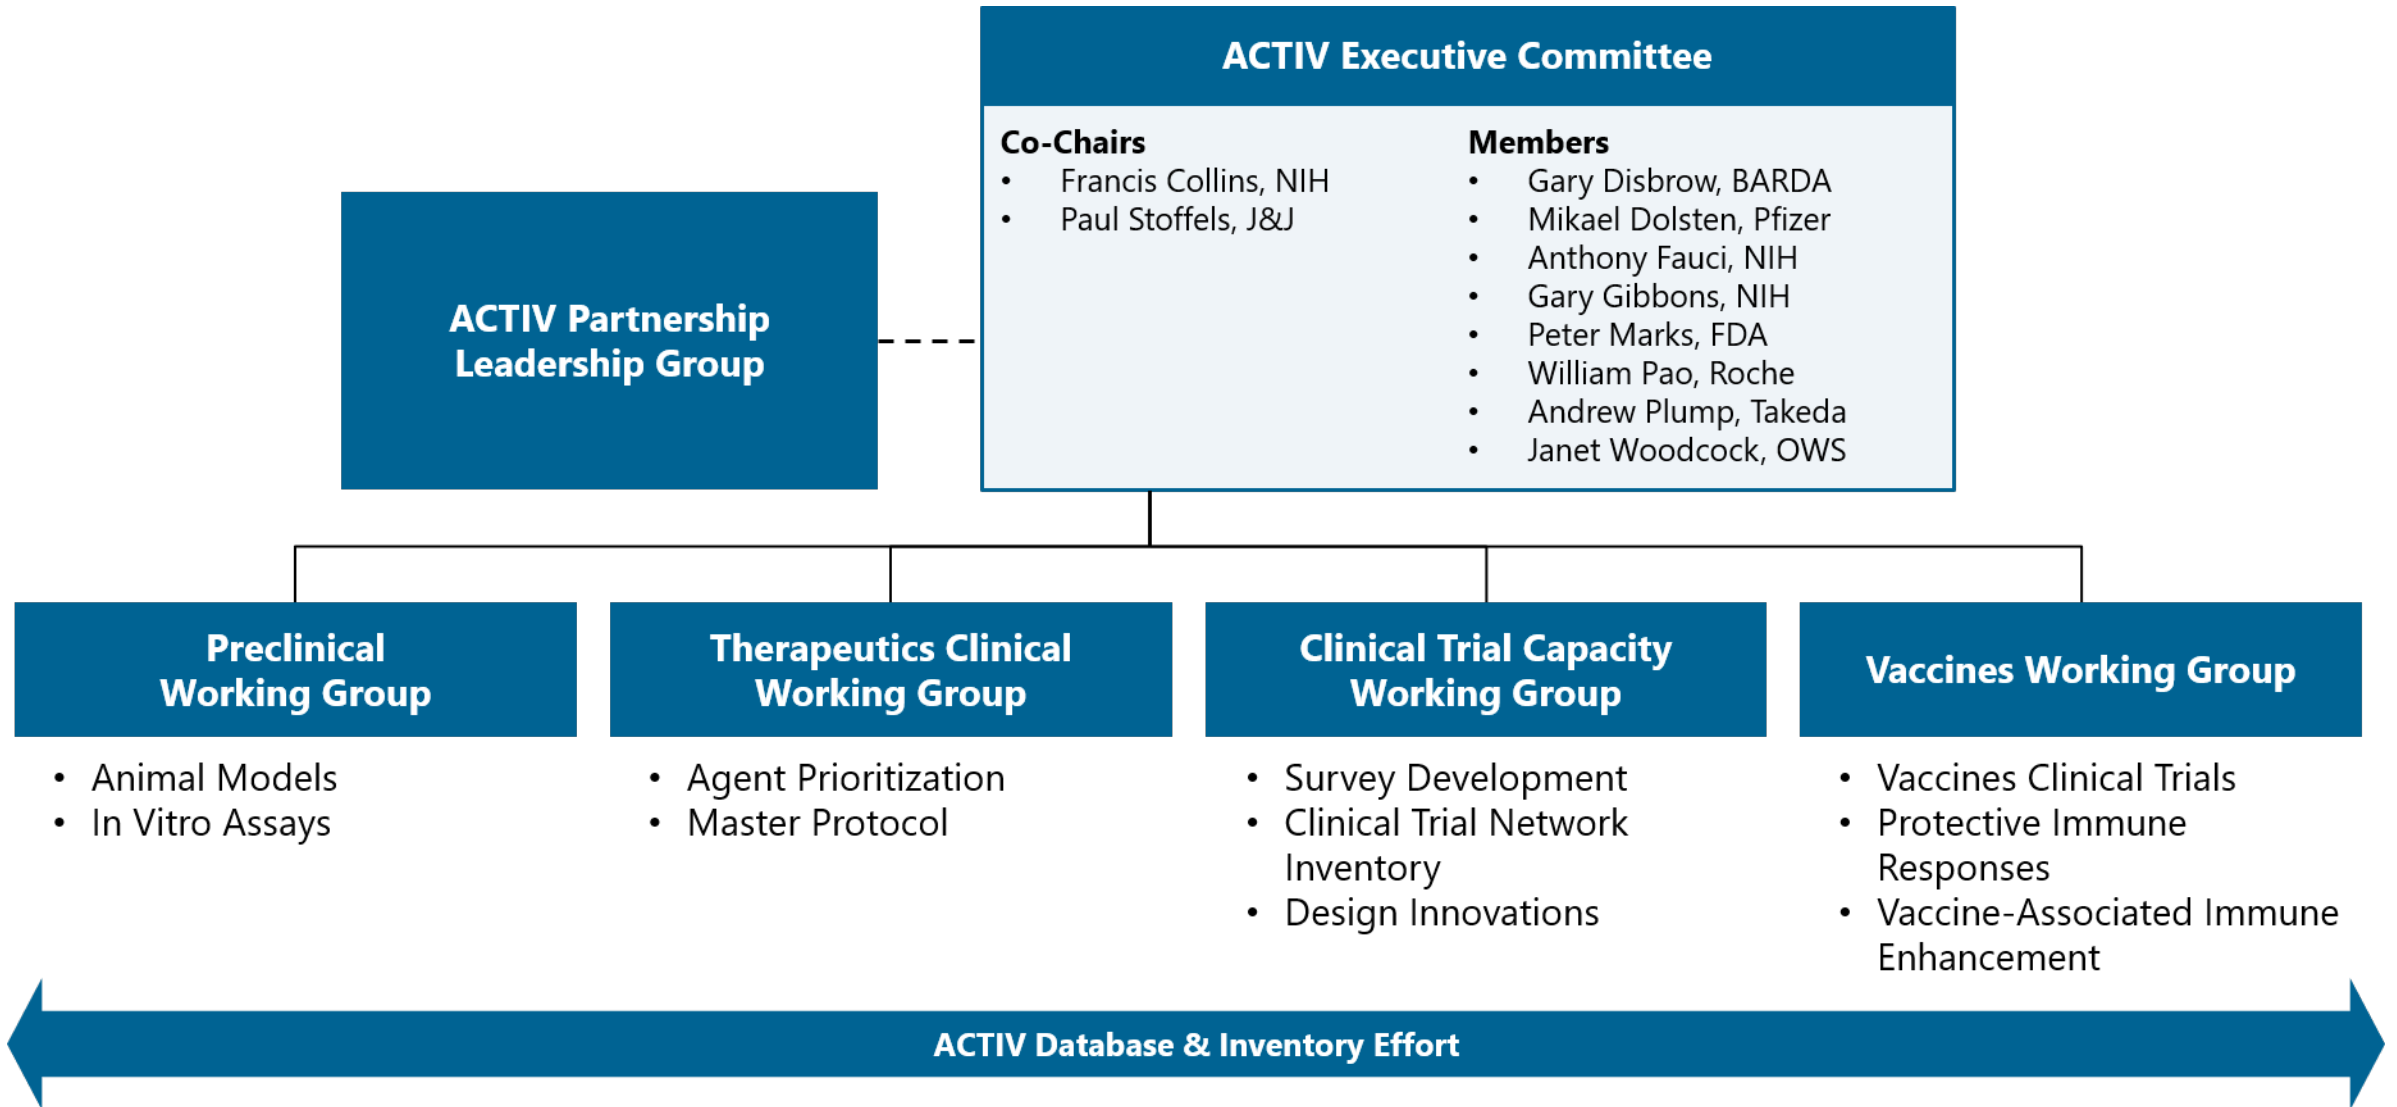 ACTIV Executive Committee
Co-Chairs
• Francis Collins, NIH
• Paul Stoffels, J&J
Members
• Gary Disbrow, BARDA
• Mikael Dolsten, Pfizer
• Anthony Fauci, NIH
• Gary Gibbons, NIH
• Peter Marks, FDA
• William Pao, Roche
• Andrew Plump, Takeda
• Janet Woodcock, OWS
ACTIV Partnership
Leadership Group
Preclinical
Working Group
• Animal Models
• In Vitro Assays
Therapeutics Clinical
Working Group
• Agent Prioritization
• Master Protocol
Clinical Trial Capacity
Working Group
• Survey Development
• Clinical Trial Network
Inventory
• Design Innovations
Vaccines Working Group
• Vaccines Clinical Trials
• Protective Immune
Responses
• Vaccine-Associated Immune
Enhancement
ACTIV Database & Inventory Effort